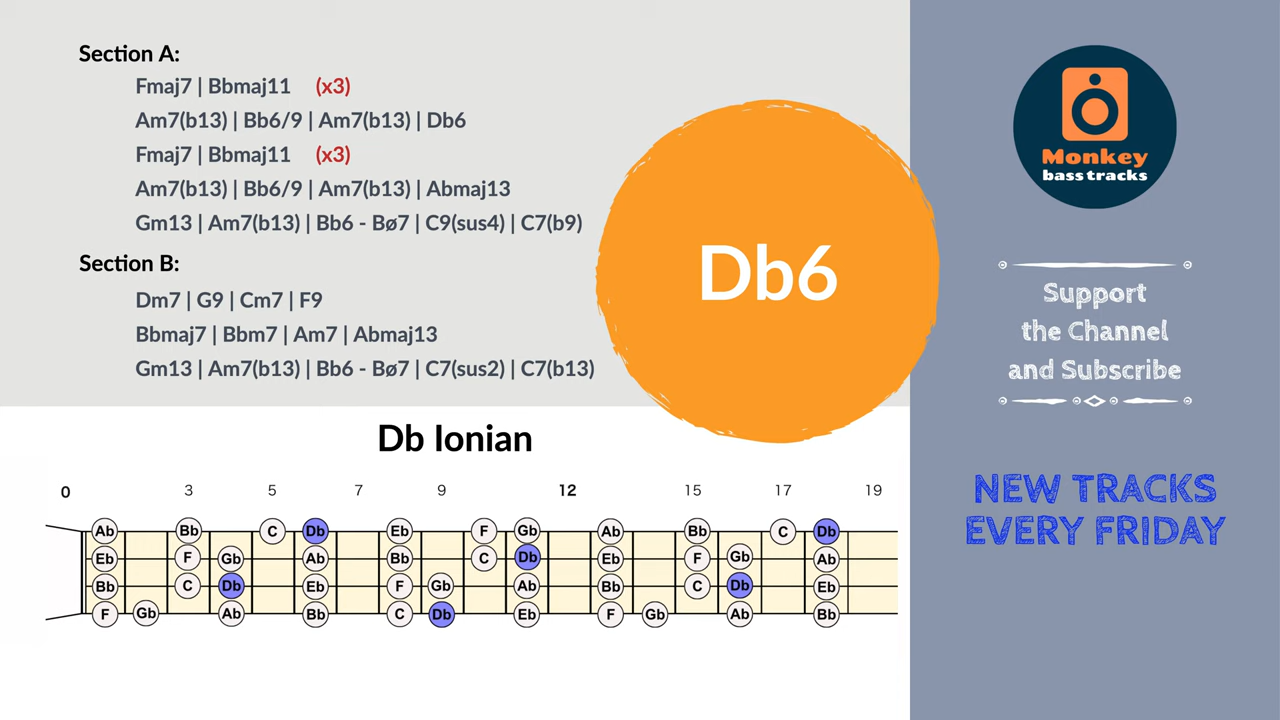 Section A:
Fmaj7 | Bbmaj11 (x3)
Am7(b13) | Bb6/9 | Am7(b13) | Db6
Fmaj7 | Bbmaj11 (x3)
Am7(b13) | Bb6/9 | Am7(b13) | Abmaj13
Gm13 | Am7(b13) | Bb6 - Bø7 | C9(sus4) | C7(b9)
Section B:
Dm7 | G9 | Cm7 | F9
Bbmaj7 | Bbm7 | Am7 | Abmaj13
Gm13 | Am7(b13) | Bb6 - Bø7 | C7(sus2) | C7(b13)
Db6
Monkey
bass tracks
Support
the Channel
and Subscribe
NEW TRACKS
EVERY FRIDAY
Db Ionian
0 3 5 7 9 12 15 17 19
Ab Bb C Db Eb F Gb Ab Bb C Db
Eb F Gb Ab Bb C Db Eb F Gb Ab
Bb C Db Eb F Gb Ab Bb C Db Eb
F Gb Ab Bb C Db Eb F Gb Ab Bb